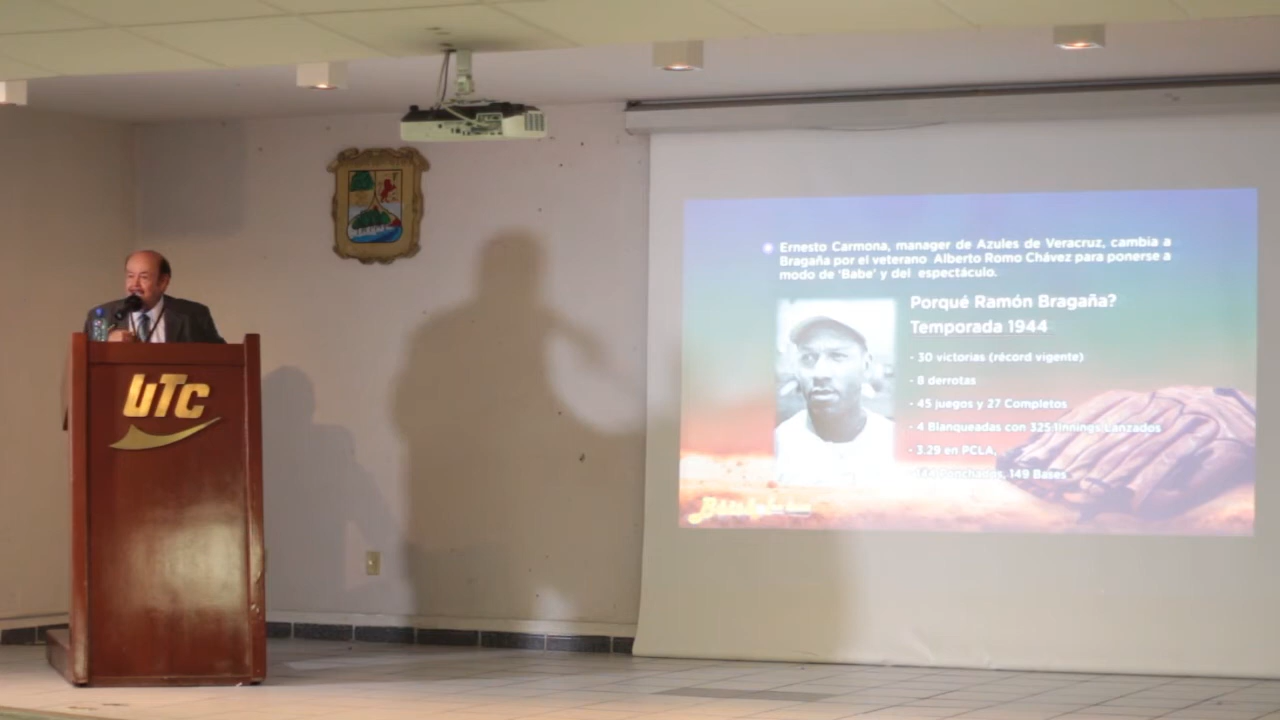 UTC
Ernesto Carmona, manager de Azules de Veracruz, cambia a
Bragaña por el veterano Alberto Romo Chávez para ponerse a
modo de 'Babe' y del espectáculo.
Porqué Ramón Bragaña?
Temporada 1944
- 30 victorias (récord vigente)
- 8 derrotas
- 45 juegos y 27 Completos
- 4 Blanqueadas con 325 Innings Lanzados
- 3.29 en PCLA,
Ponchados, 149 Bases